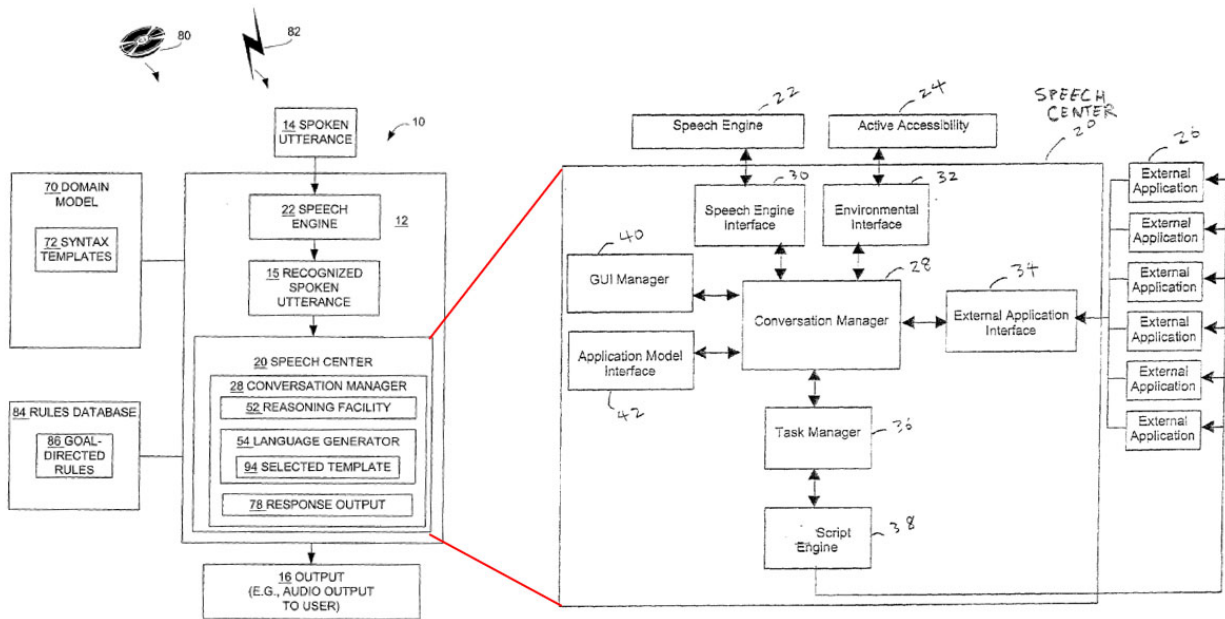 80
82
14 SPOKEN
UTTERANCE
10
70 DOMAIN
MODEL
72 SYNTAX
TEMPLATES
22 SPEECH
ENGINE
12
15 RECOGNIZED
SPOKEN
UTTERANCE
20 SPEECH CENTER
28 CONVERSATION MANAGER
52 REASONING FACILITY
54 LANGUAGE GENERATOR
94 SELECTED TEMPLATE
78 RESPONSE OUTPUT
84 RULES DATABASE
86 GOAL-
DIRECTED
RULES
16 OUTPUT
(E.G., AUDIO OUTPUT
TO USER)
22
Speech Engine
24
Active Accessibility
SPEECH
CENTER
20
30
Speech Engine
Interface
32
Environmental
Interface
40
GUI Manager
28
Conversation Manager
34
External Application
Interface
Application Model
Interface
42
Task Manager
36
Script
Engine
38
26
External
Application
External
Application
External
Application
External
Application
External
Application
External
Application